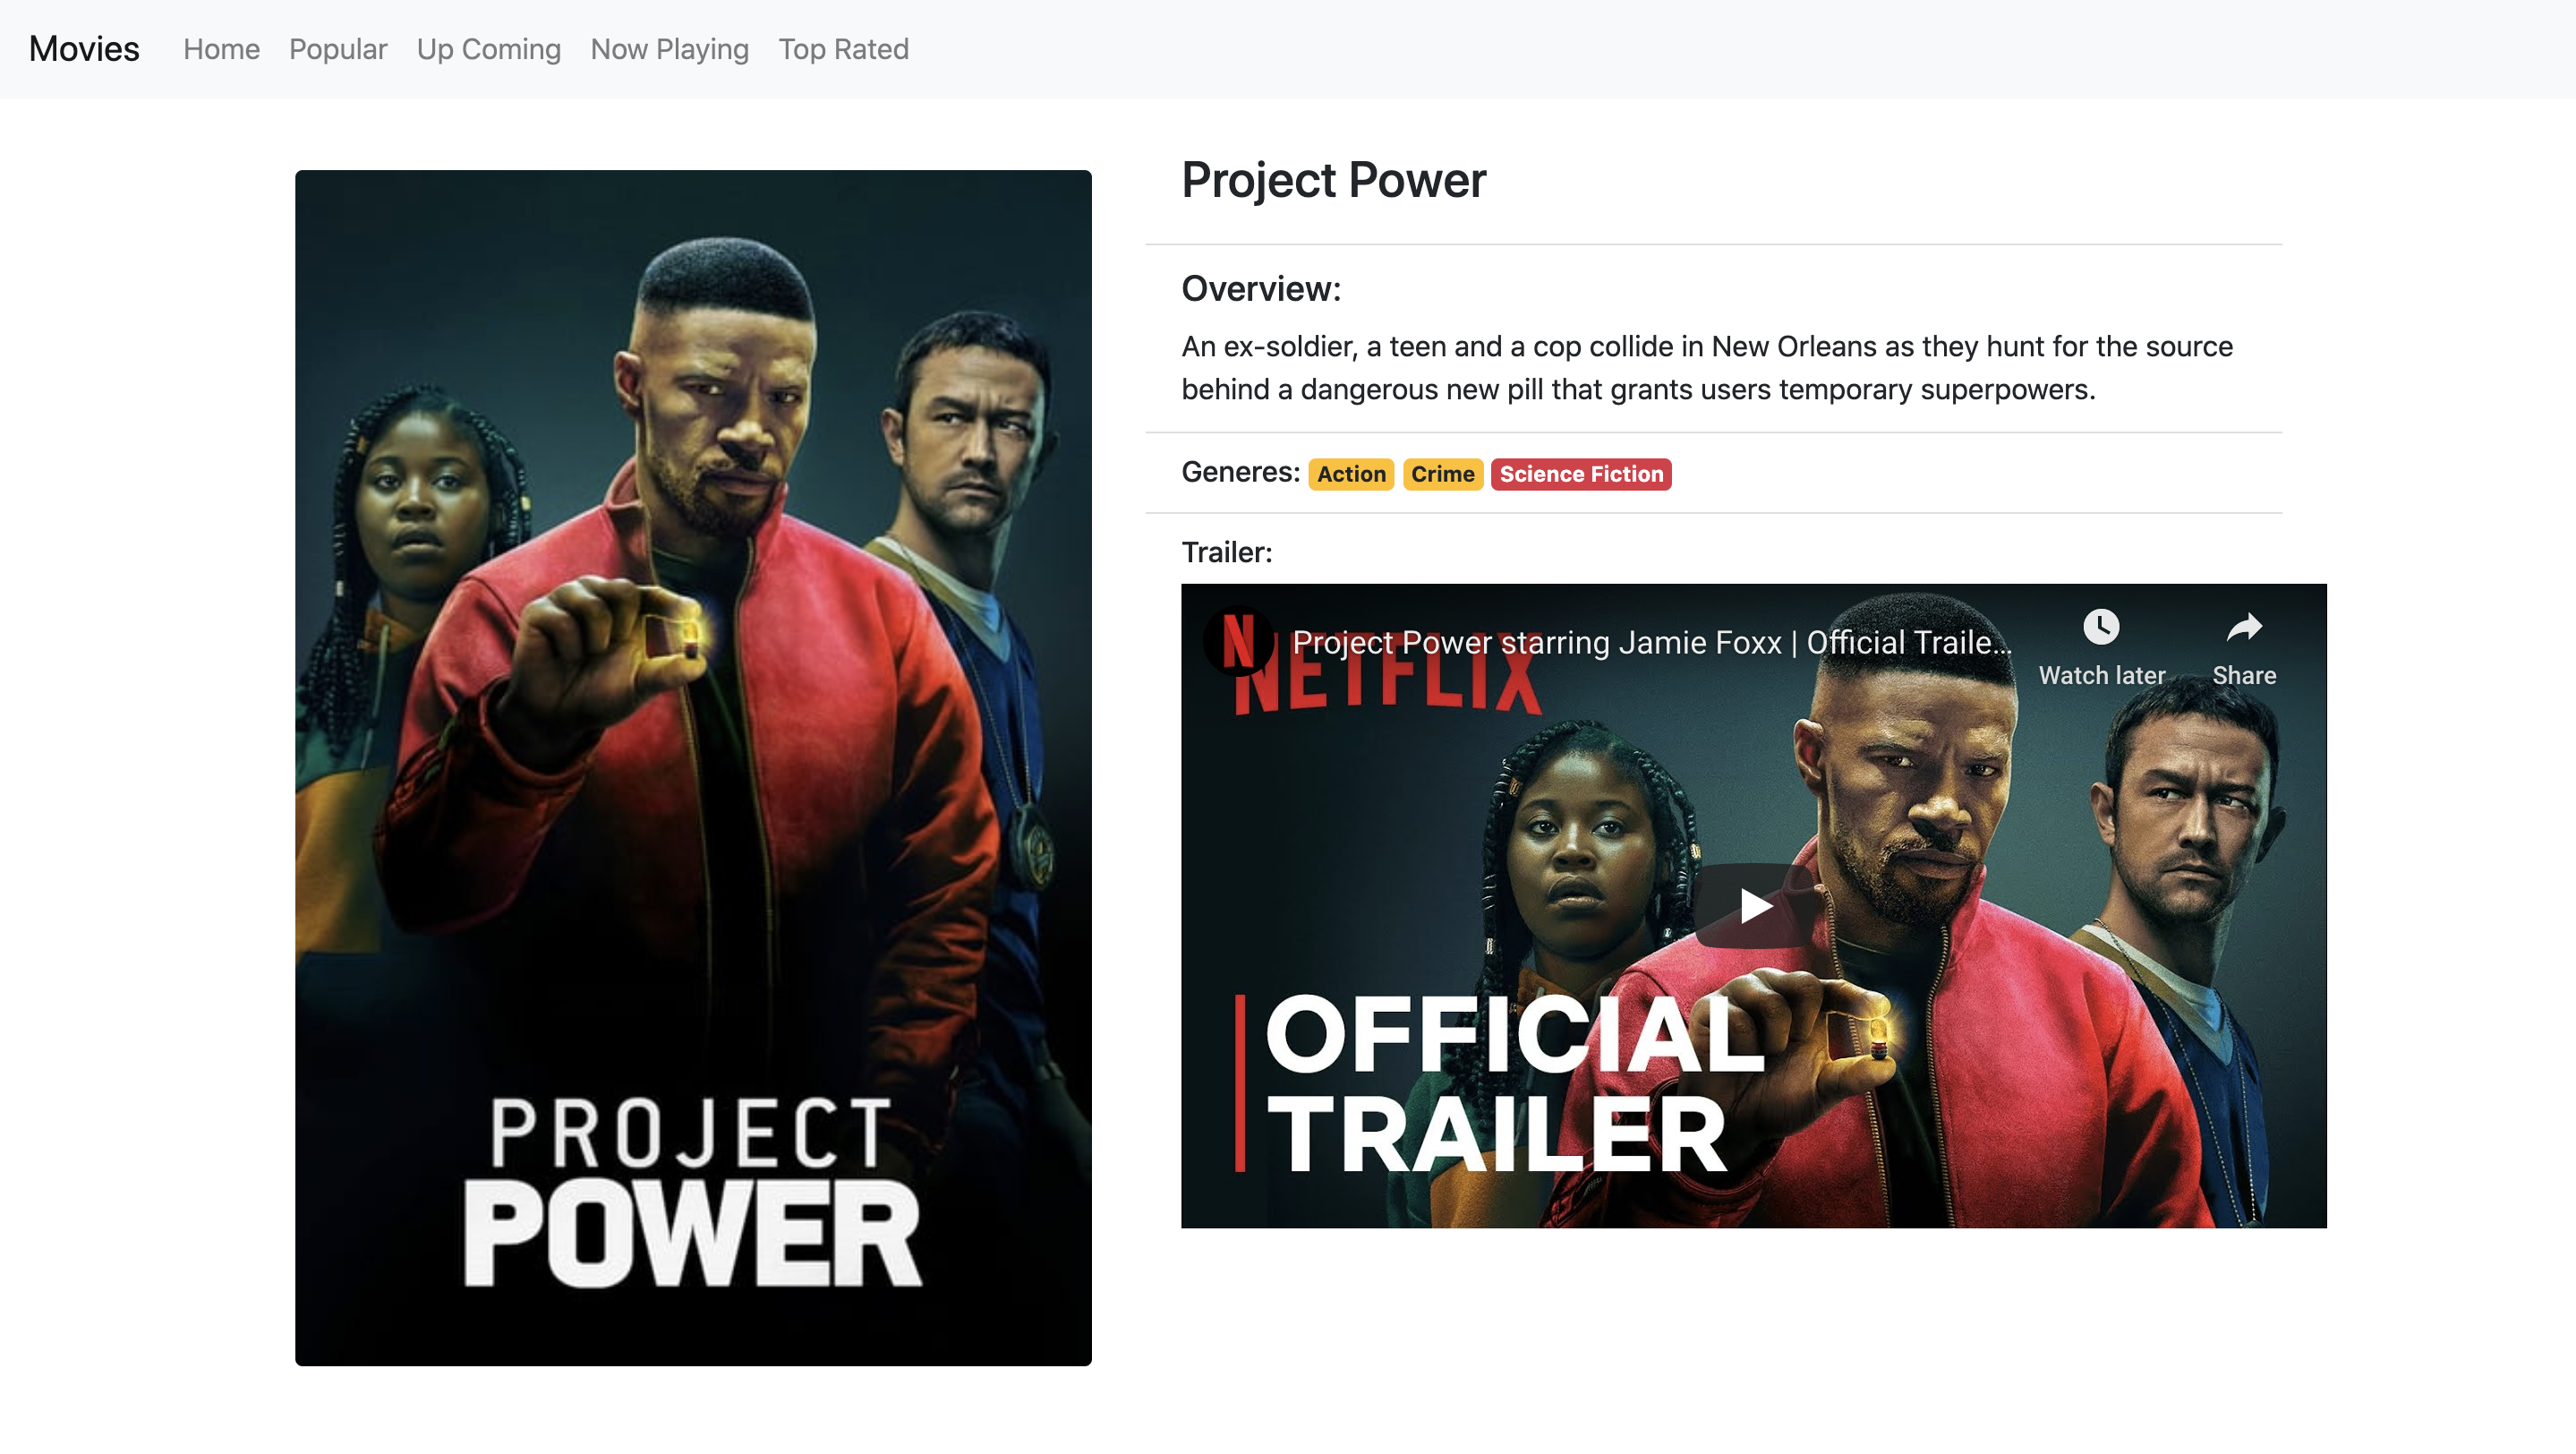 Movies Home Popular Up Coming Now Playing Top Rated
PROJECT
POWER
Project Power
Overview:
An ex-soldier, a teen and a cop collide in New Orleans as they hunt for the source
behind a dangerous new pill that grants users temporary superpowers.
Generes: Action Crime Science Fiction
Trailer:
N Project Power starring Jamie Foxx | Official Traile...
NETFLIX
Watch later Share
OFFICIAL
TRAILER